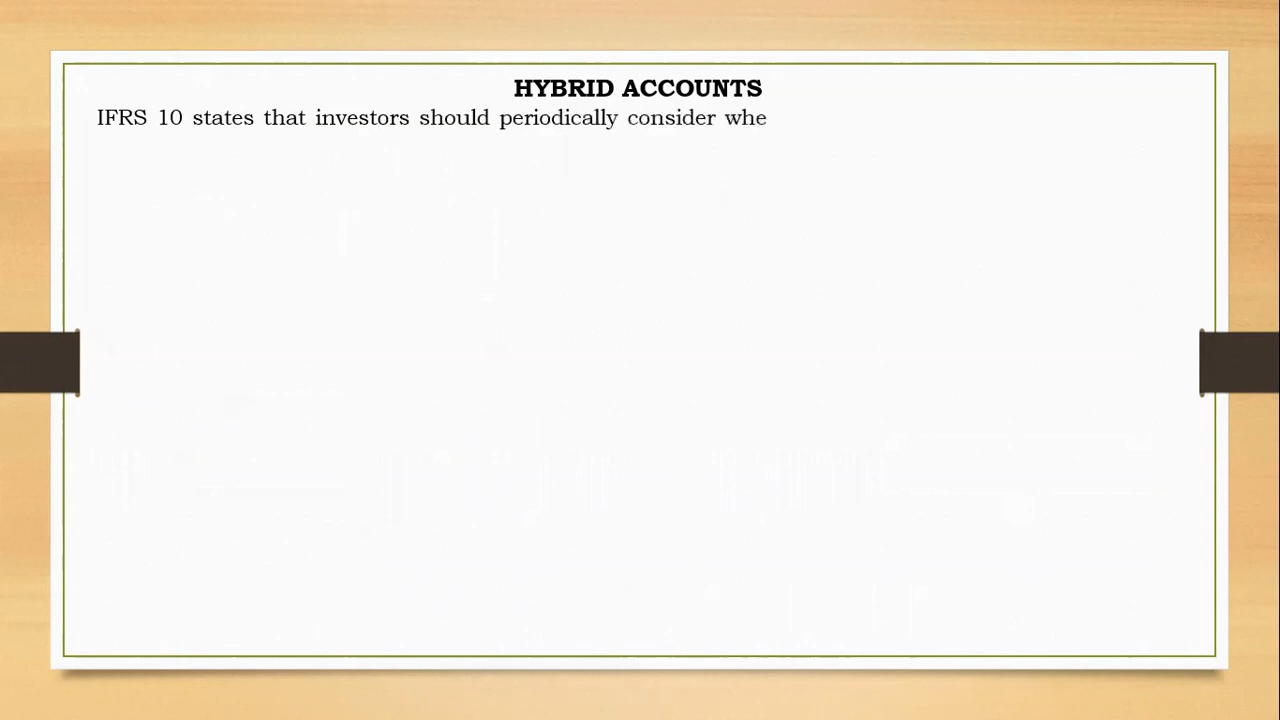 HYBRID ACCOUNTS
IFRS 10 states that investors should periodically consider whe